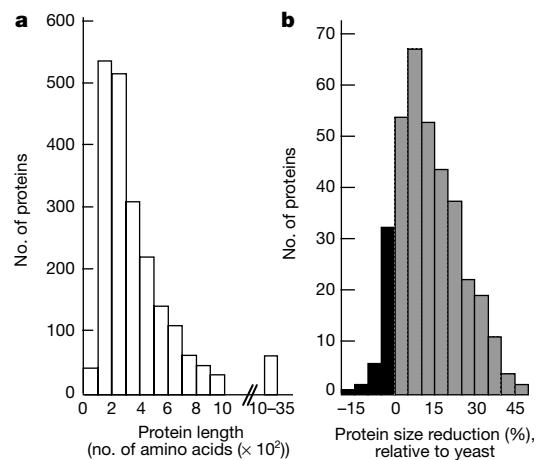 a
600
500
400
300
200
100
0
No. of proteins
0 2 4 6 8 10 10–35
Protein length
(no. of amino acids (× 10²))
b
70
60
50
40
30
20
10
0
No. of proteins
–15 0 15 30 45
Protein size reduction (%),
relative to yeast